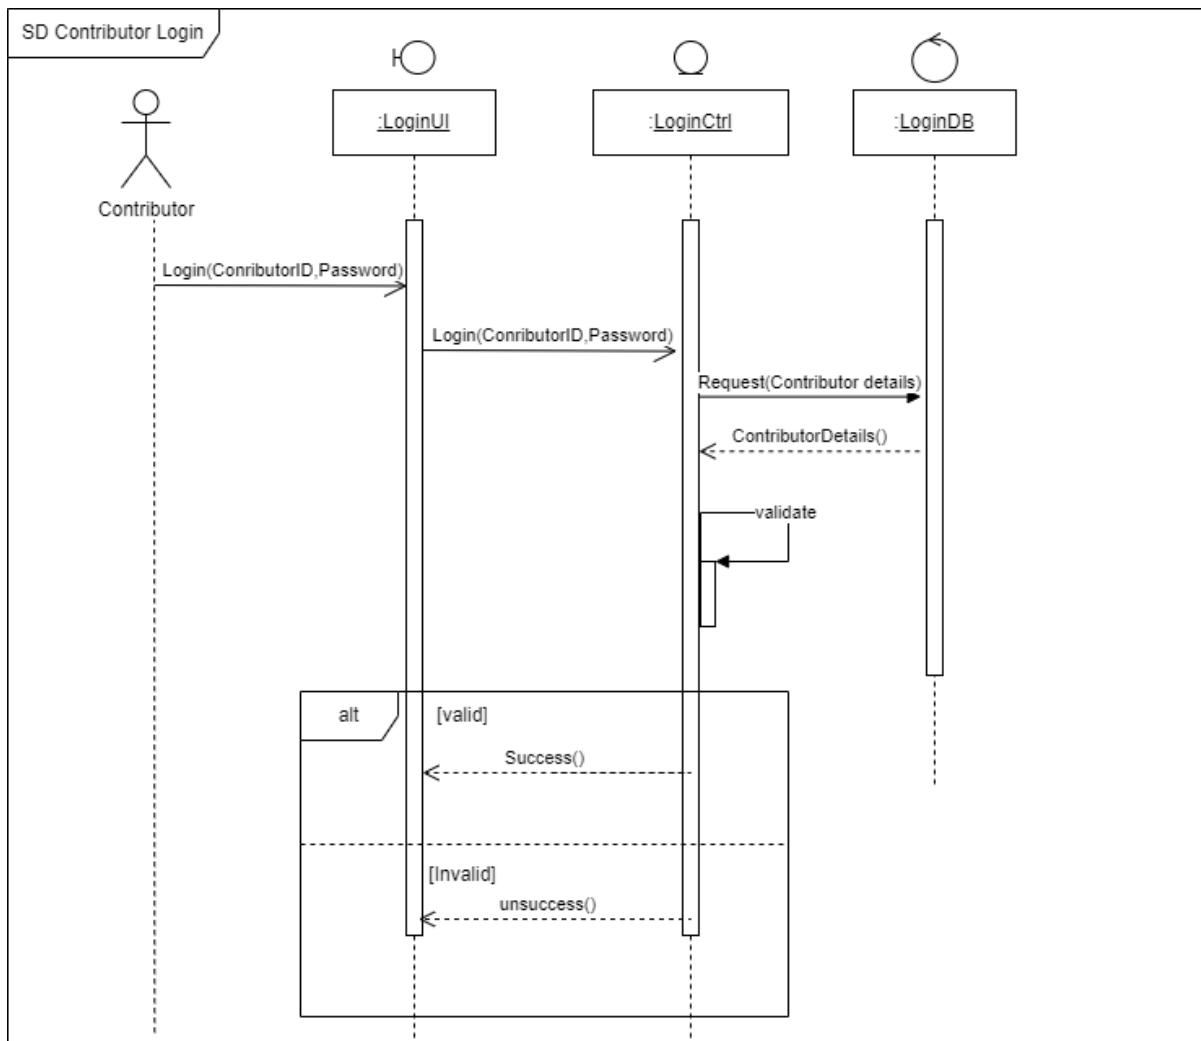 SD Contributor Login
:LoginUI
:LoginCtrl
:LoginDB
Contributor
Login(ConributorID,Password)
Login(ConributorID,Password)
Request(Contributor details)
ContributorDetails()
validate
alt
[valid]
Success()
[Invalid]
unsuccess()